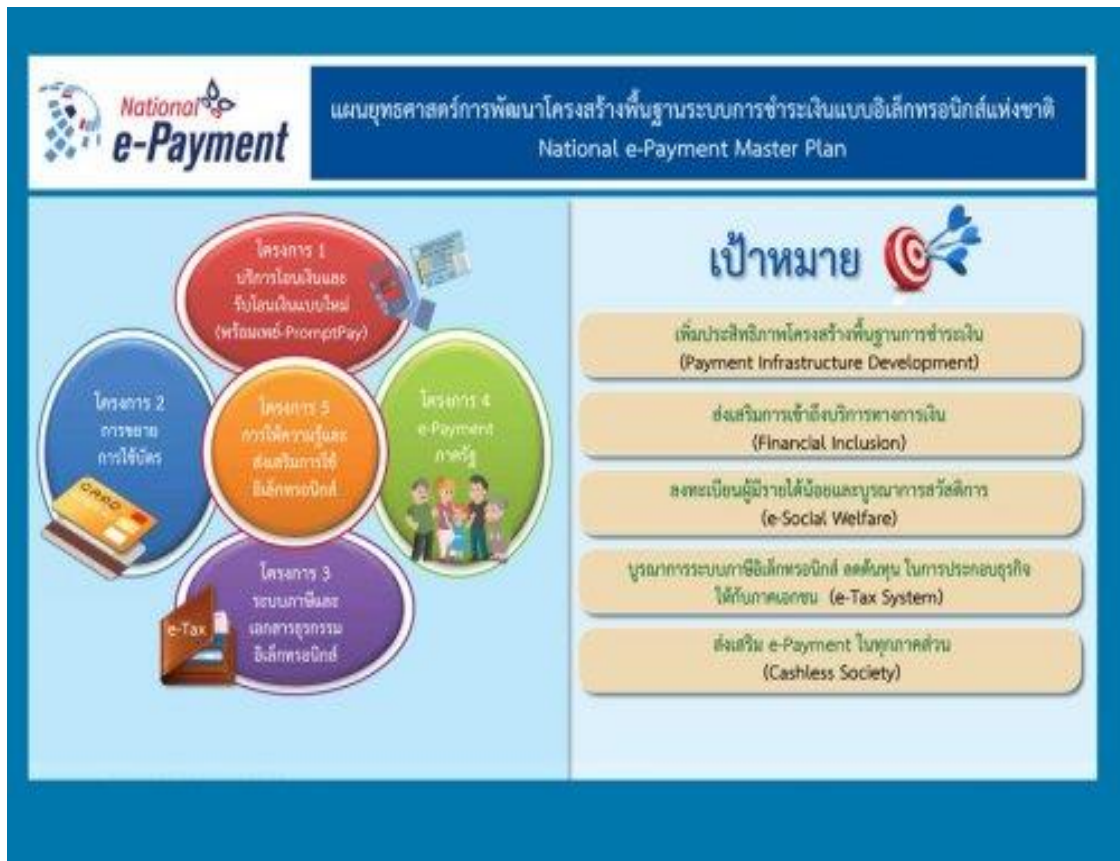 National
e-Payment
แผนยุทธศาสตร์การพัฒนาโครงสร้างพื้นฐานระบบการชำระเงินแบบอิเล็กทรอนิกส์แห่งชาติ
National e-Payment Master Plan
โครงการ 1
บริการโอนเงินและ
รับโอนเงินแบบใหม่
(พร้อมเพย์-PromptPay)
โครงการ 2
การขยาย
การใช้บัตร
CARD
โครงการ 5
การให้ความรู้และ
ส่งเสริมการใช้
อิเล็กทรอนิกส์
โครงการ 4
e-Payment
ภาครัฐ
โครงการ 3
ระบบภาษีและ
เอกสารธุรกรรม
อิเล็กทรอนิกส์
e-Tax
เป้าหมาย
เพิ่มประสิทธิภาพโครงสร้างพื้นฐานการชำระเงิน
(Payment Infrastructure Development)
ส่งเสริมการเข้าถึงบริการทางการเงิน
(Financial Inclusion)
ลงทะเบียนผู้มีรายได้น้อยและบูรณาการสวัสดิการ
(e-Social Welfare)
บูรณาการระบบภาษีอิเล็กทรอนิกส์ ลดต้นทุน ในการประกอบธุรกิจ
ให้กับภาคเอกชน (e-Tax System)
ส่งเสริม e-Payment ในทุกภาคส่วน
(Cashless Society)